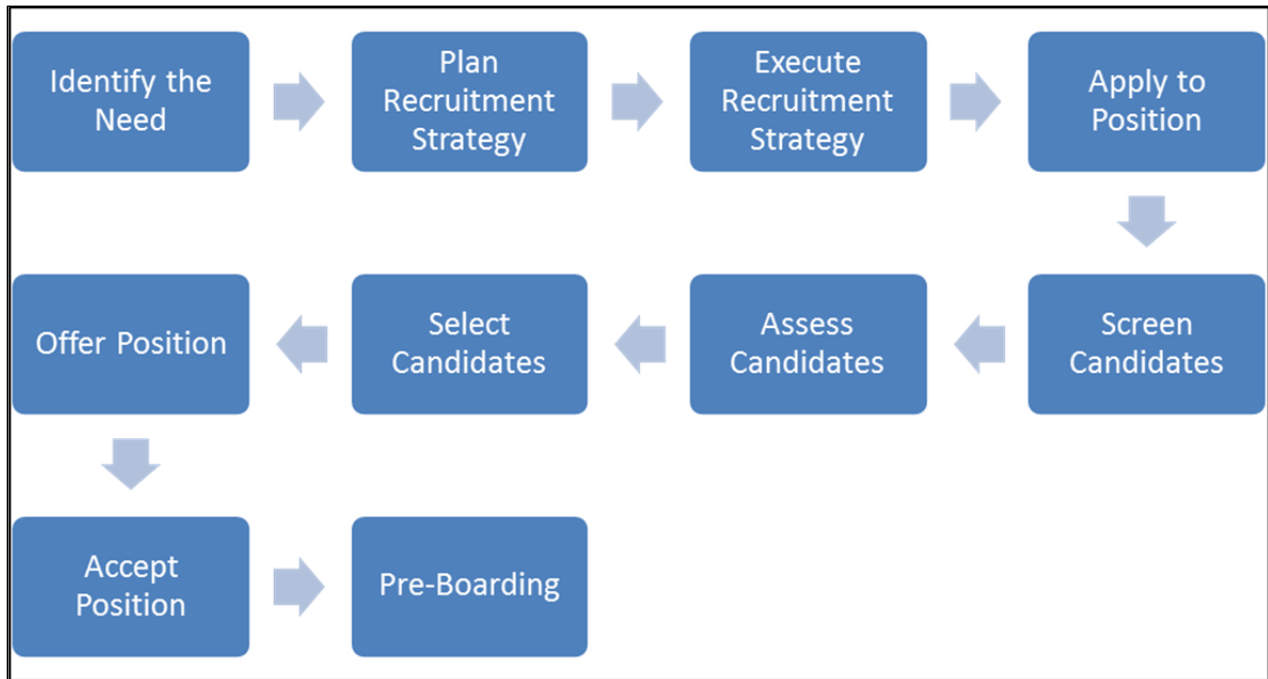 Identify the
Need
Plan
Recruitment
Strategy
Execute
Recruitment
Strategy
Apply to
Position
Screen
Candidates
Assess
Candidates
Select
Candidates
Offer Position
Accept
Position
Pre-Boarding